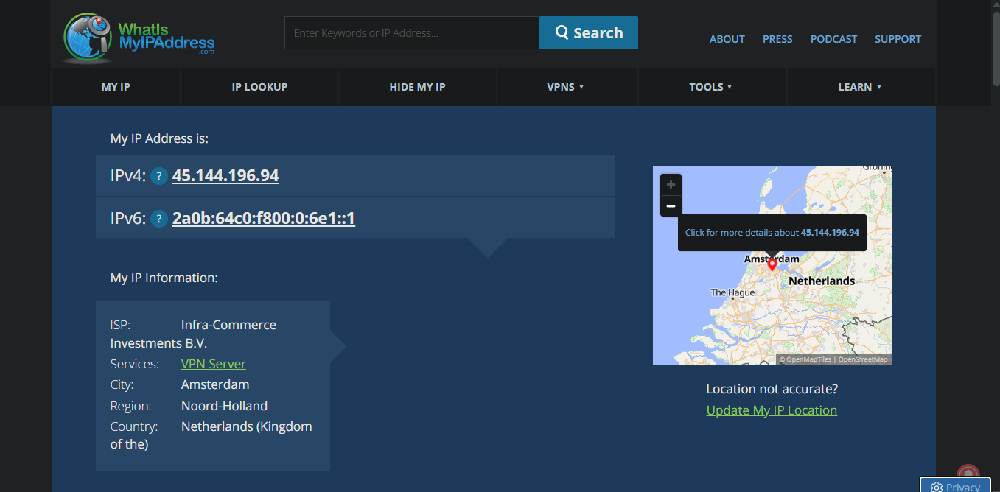 WhatIs
MyIPAddress
.com
Enter Keywords or IP Address...
Search
ABOUT PRESS PODCAST SUPPORT
MY IP IP LOOKUP HIDE MY IP VPNS ▼ TOOLS ▼ LEARN ▼
My IP Address is:
IPv4: ? 45.144.196.94
IPv6: ? 2a0b:64c0:f800:0:6e1::1
My IP Information:
ISP: Infra-Commerce
Investments B.V.
Services: VPN Server
City: Amsterdam
Region: Noord-Holland
Country: Netherlands (Kingdom
of the)
+
−
Click for more details about 45.144.196.94
Amsterdam
Netherlands
The Hague
© OpenMapTiles | OpenStreetMap
Location not accurate?
Update My IP Location
Privacy